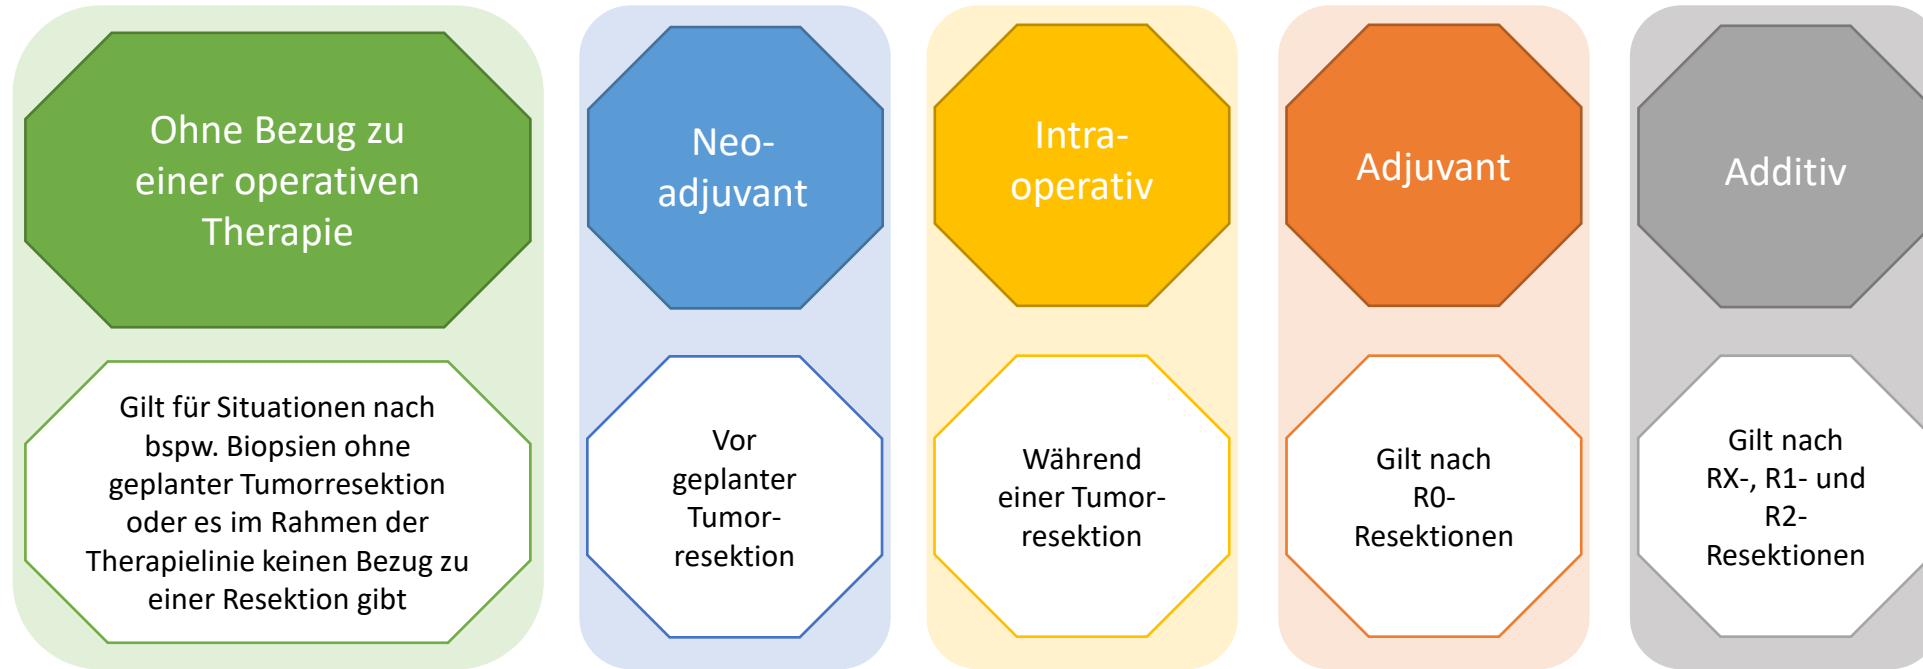 Ohne Bezug zu
einer operativen
Therapie
Gilt für Situationen nach
bspw. Biopsien ohne
geplanter Tumorresektion
oder es im Rahmen der
Therapielinie keinen Bezug zu
einer Resektion gibt
Neo-
adjuvant
Vor
geplanter
Tumor-
resektion
Intra-
operativ
Während
einer Tumor-
resektion
Adjuvant
Gilt nach
R0-
Resektionen
Additiv
Gilt nach
RX-, R1- und
R2-
Resektionen